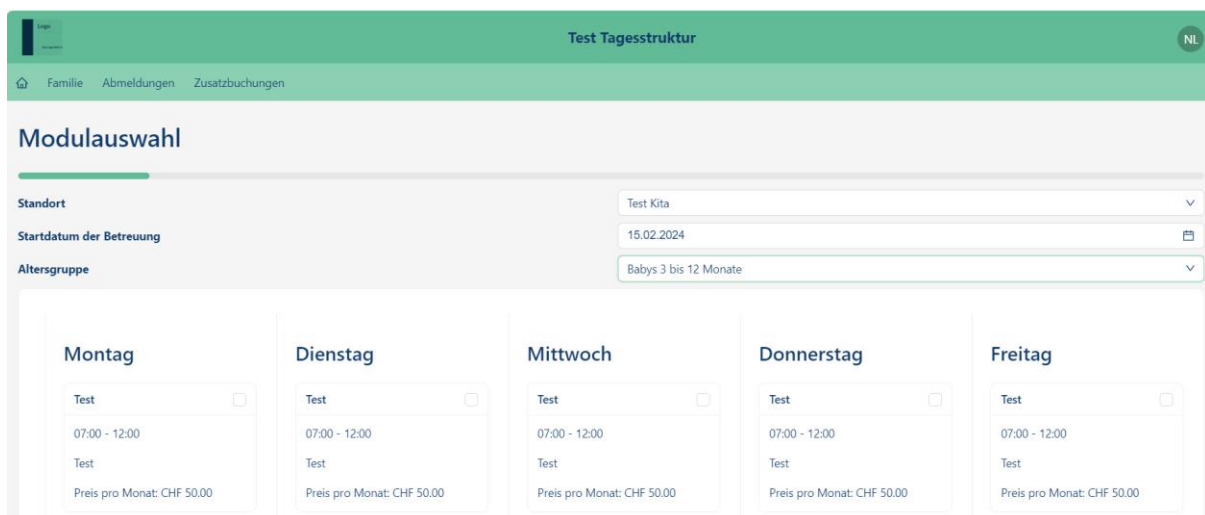 Logo
Test Tagesstruktur
NL
Familie Abmeldungen Zusatzbuchungen
Modulauswahl
Standort Test Kita
Startdatum der Betreuung 15.02.2024
Altersgruppe Babys 3 bis 12 Monate
Montag Dienstag Mittwoch Donnerstag Freitag
Test Test Test Test Test
07:00 - 12:00 07:00 - 12:00 07:00 - 12:00 07:00 - 12:00 07:00 - 12:00
Test Test Test Test Test
Preis pro Monat: CHF 50.00 Preis pro Monat: CHF 50.00 Preis pro Monat: CHF 50.00 Preis pro Monat: CHF 50.00 Preis pro Monat: CHF 50.00